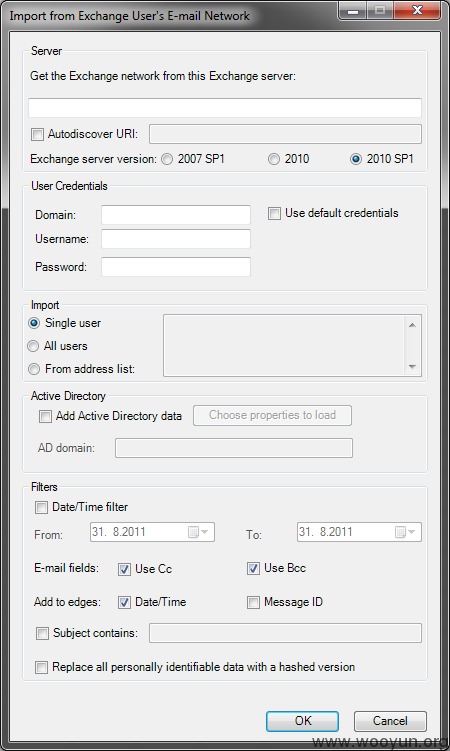 Import from Exchange User's E-mail Network
Server
Get the Exchange network from this Exchange server:
Autodiscover URI:
Exchange server version: 2007 SP1 2010 2010 SP1
User Credentials
Domain: Use default credentials
Username:
Password:
Import
Single user
All users
From address list:
Active Directory
Add Active Directory data Choose properties to load
AD domain:
Filters
Date/Time filter
From: 31. 8.2011 To: 31. 8.2011
E-mail fields: Use Cc Use Bcc
Add to edges: Date/Time Message ID
Subject contains:
Replace all personally identifiable data with a hashed version
OK Cancel
www.wooyun.org